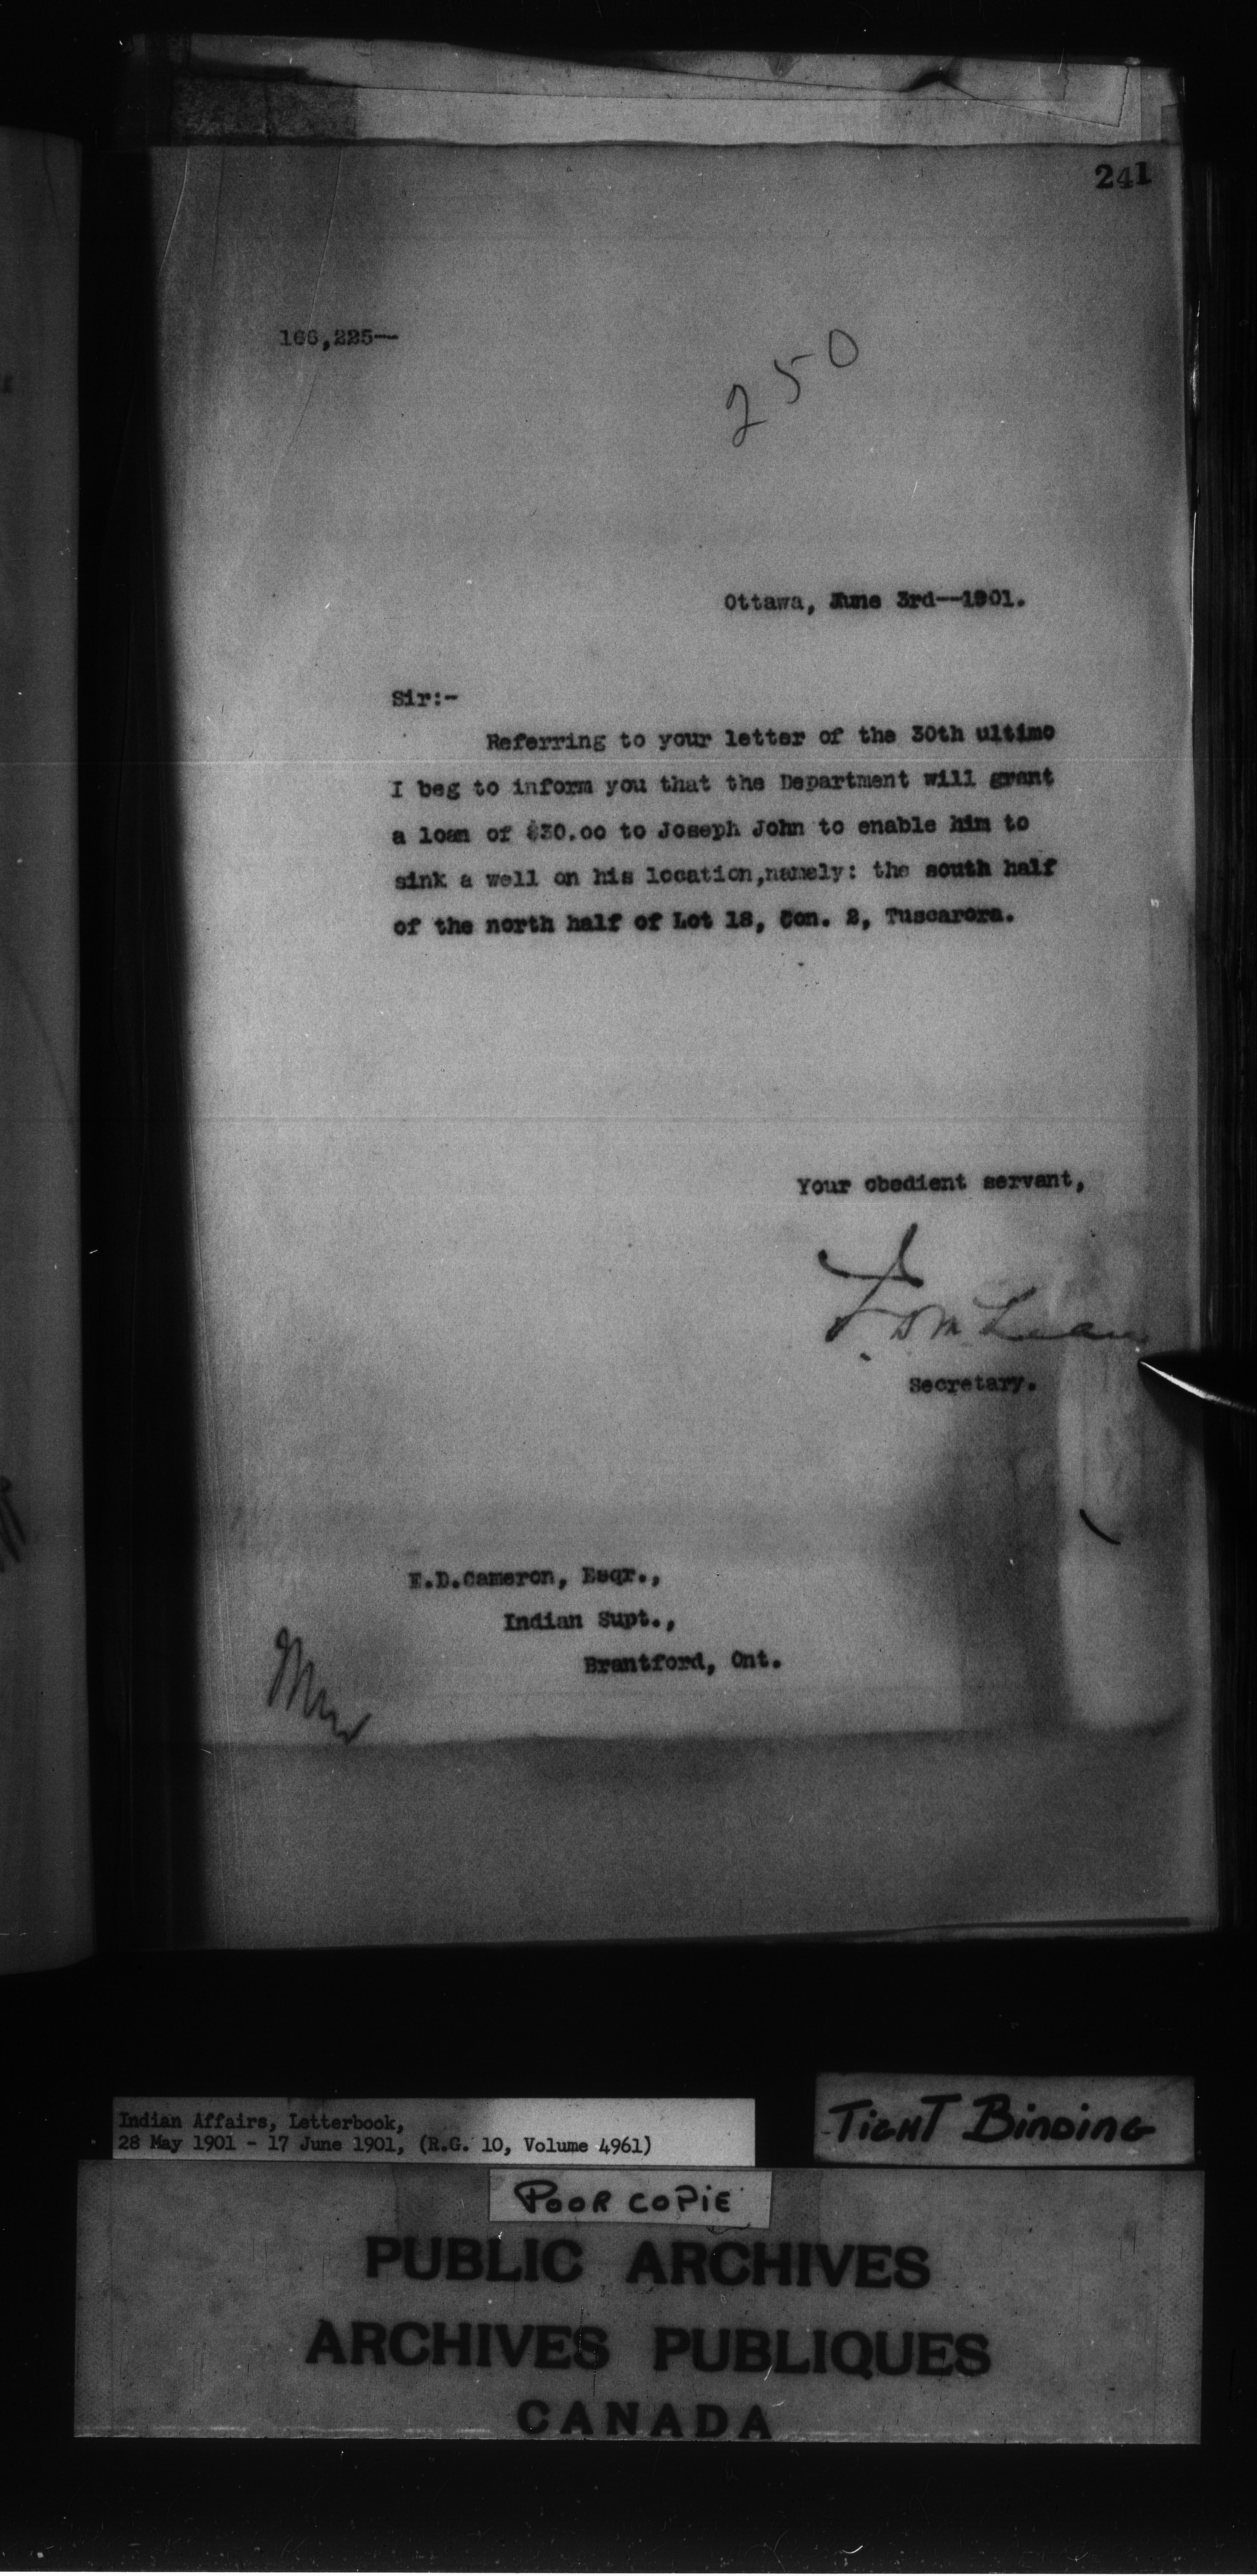 241
166,225—
250
Ottawa, June 3rd—1901.
Sir:-
Referring to your letter of the 30th ultimo
I beg to inform you that the Department will grant
a loan of $30.00 to Joseph John to enable him to
sink a well on his location,namely: the south half
of the north half of Lot 18, Con. 2, Tuscarora.
Your obedient servant,
J. D. McLean
Secretary.
E.D.Cameron, Esqr.,
Indian Supt.,
Brantford, Ont.
Indian Affairs, Letterbook,
28 May 1901 - 17 June 1901, (R.G. 10, Volume 4961)
TIGHT BINDING
POOR COPIE
PUBLIC ARCHIVES
ARCHIVES PUBLIQUES
CANADA